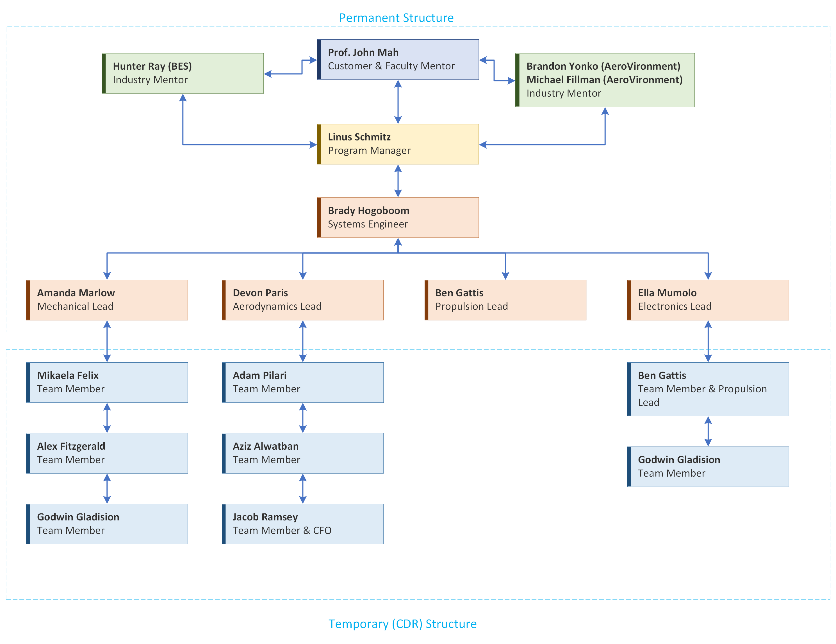 Permanent Structure
Prof. John Mah
Customer & Faculty Mentor
Hunter Ray (BES)
Industry Mentor
Brandon Yonko (AeroVironment)
Michael Fillman (AeroVironment)
Industry Mentor
Linus Schmitz
Program Manager
Brady Hogoboom
Systems Engineer
Amanda Marlow
Mechanical Lead
Devon Paris
Aerodynamics Lead
Ben Gattis
Propulsion Lead
Ella Mumolo
Electronics Lead
Mikaela Felix
Team Member
Adam Pilari
Team Member
Ben Gattis
Team Member & Propulsion
Lead
Alex Fitzgerald
Team Member
Aziz Alwatban
Team Member
Godwin Gladision
Team Member
Godwin Gladision
Team Member
Jacob Ramsey
Team Member & CFO
Temporary (CDR) Structure